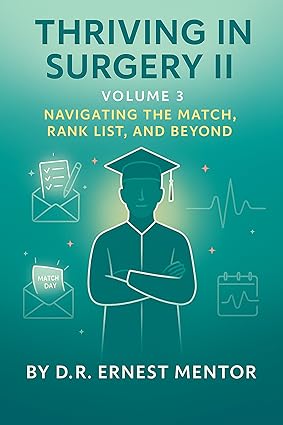 THRIVING IN
SURGERY II
VOLUME 3
NAVIGATING THE MATCH,
RANK LIST, AND BEYOND
MATCH
DAY
BY D.R. ERNEST MENTOR